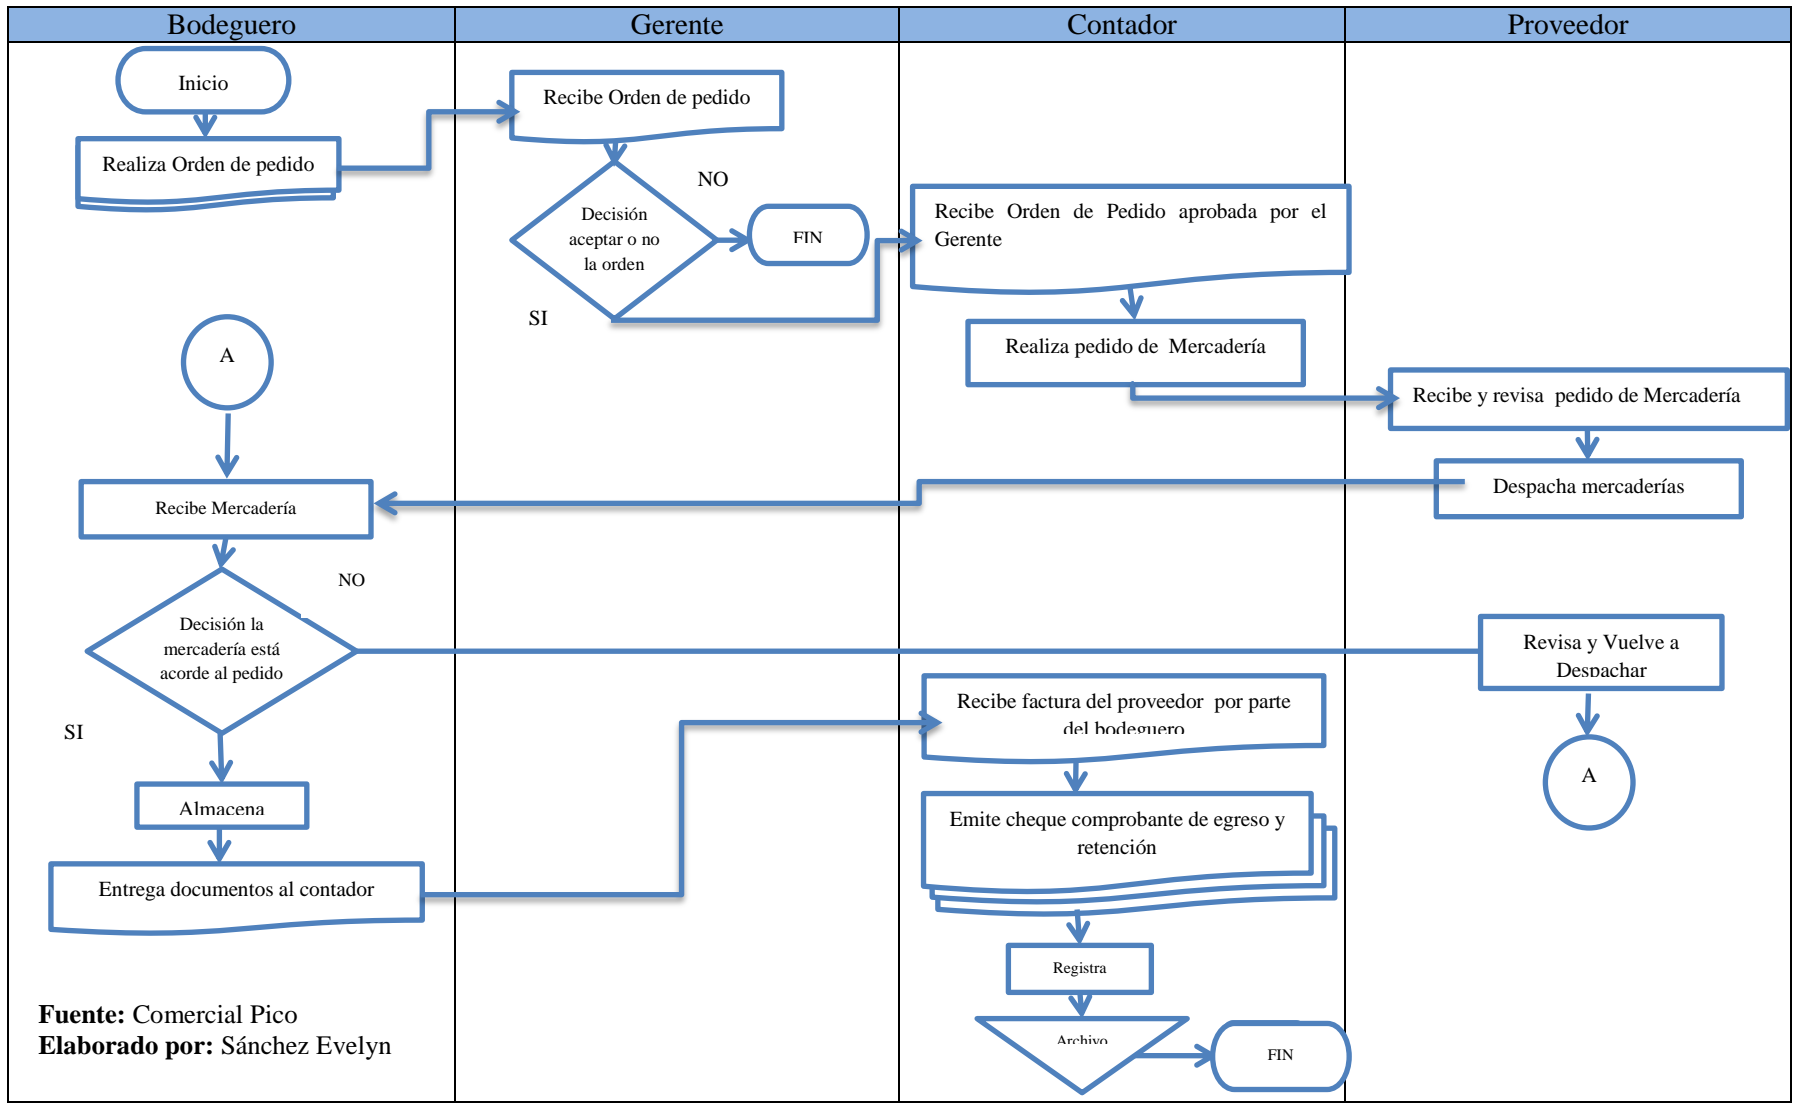 Bodeguero
Gerente
Contador
Proveedor
Inicio
Realiza Orden de pedido
Recibe Orden de pedido
NO
Decisión
aceptar o no
la orden
FIN
SI
Recibe Orden de Pedido aprobada por el
Gerente
Realiza pedido de Mercadería
Recibe y revisa pedido de Mercadería
Despacha mercaderías
A
Recibe Mercadería
NO
Decisión la
mercadería está
acorde al pedido
SI
Revisa y Vuelve a
Despachar
A
Almacena
Entrega documentos al contador
Recibe factura del proveedor por parte
del bodeguero
Emite cheque comprobante de egreso y
retención
Registra
Archivo
FIN
Fuente: Comercial Pico
Elaborado por: Sánchez Evelyn